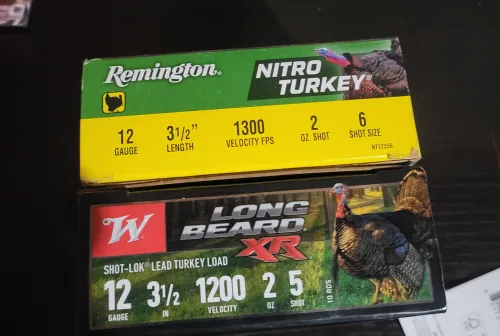 Remington®
NITRO
TURKEY®
12 3½" 1300 2 6
GAUGE LENGTH VELOCITY FPS OZ. SHOT SHOT SIZE
NT12356
W
LONG
BEARD
XR
SHOT-LOK® LEAD TURKEY LOAD
12 3½ 1200 2 5
GAUGE IN VELOCITY OZ SHOT
10 RDS